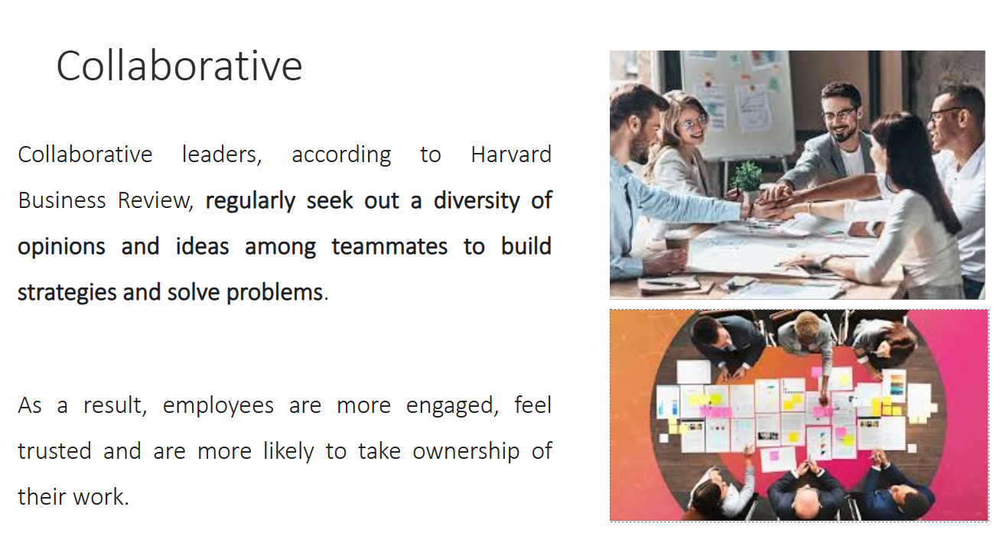 Collaborative
Collaborative leaders, according to Harvard
Business Review, regularly seek out a diversity of
opinions and ideas among teammates to build
strategies and solve problems.
As a result, employees are more engaged, feel
trusted and are more likely to take ownership of
their work.